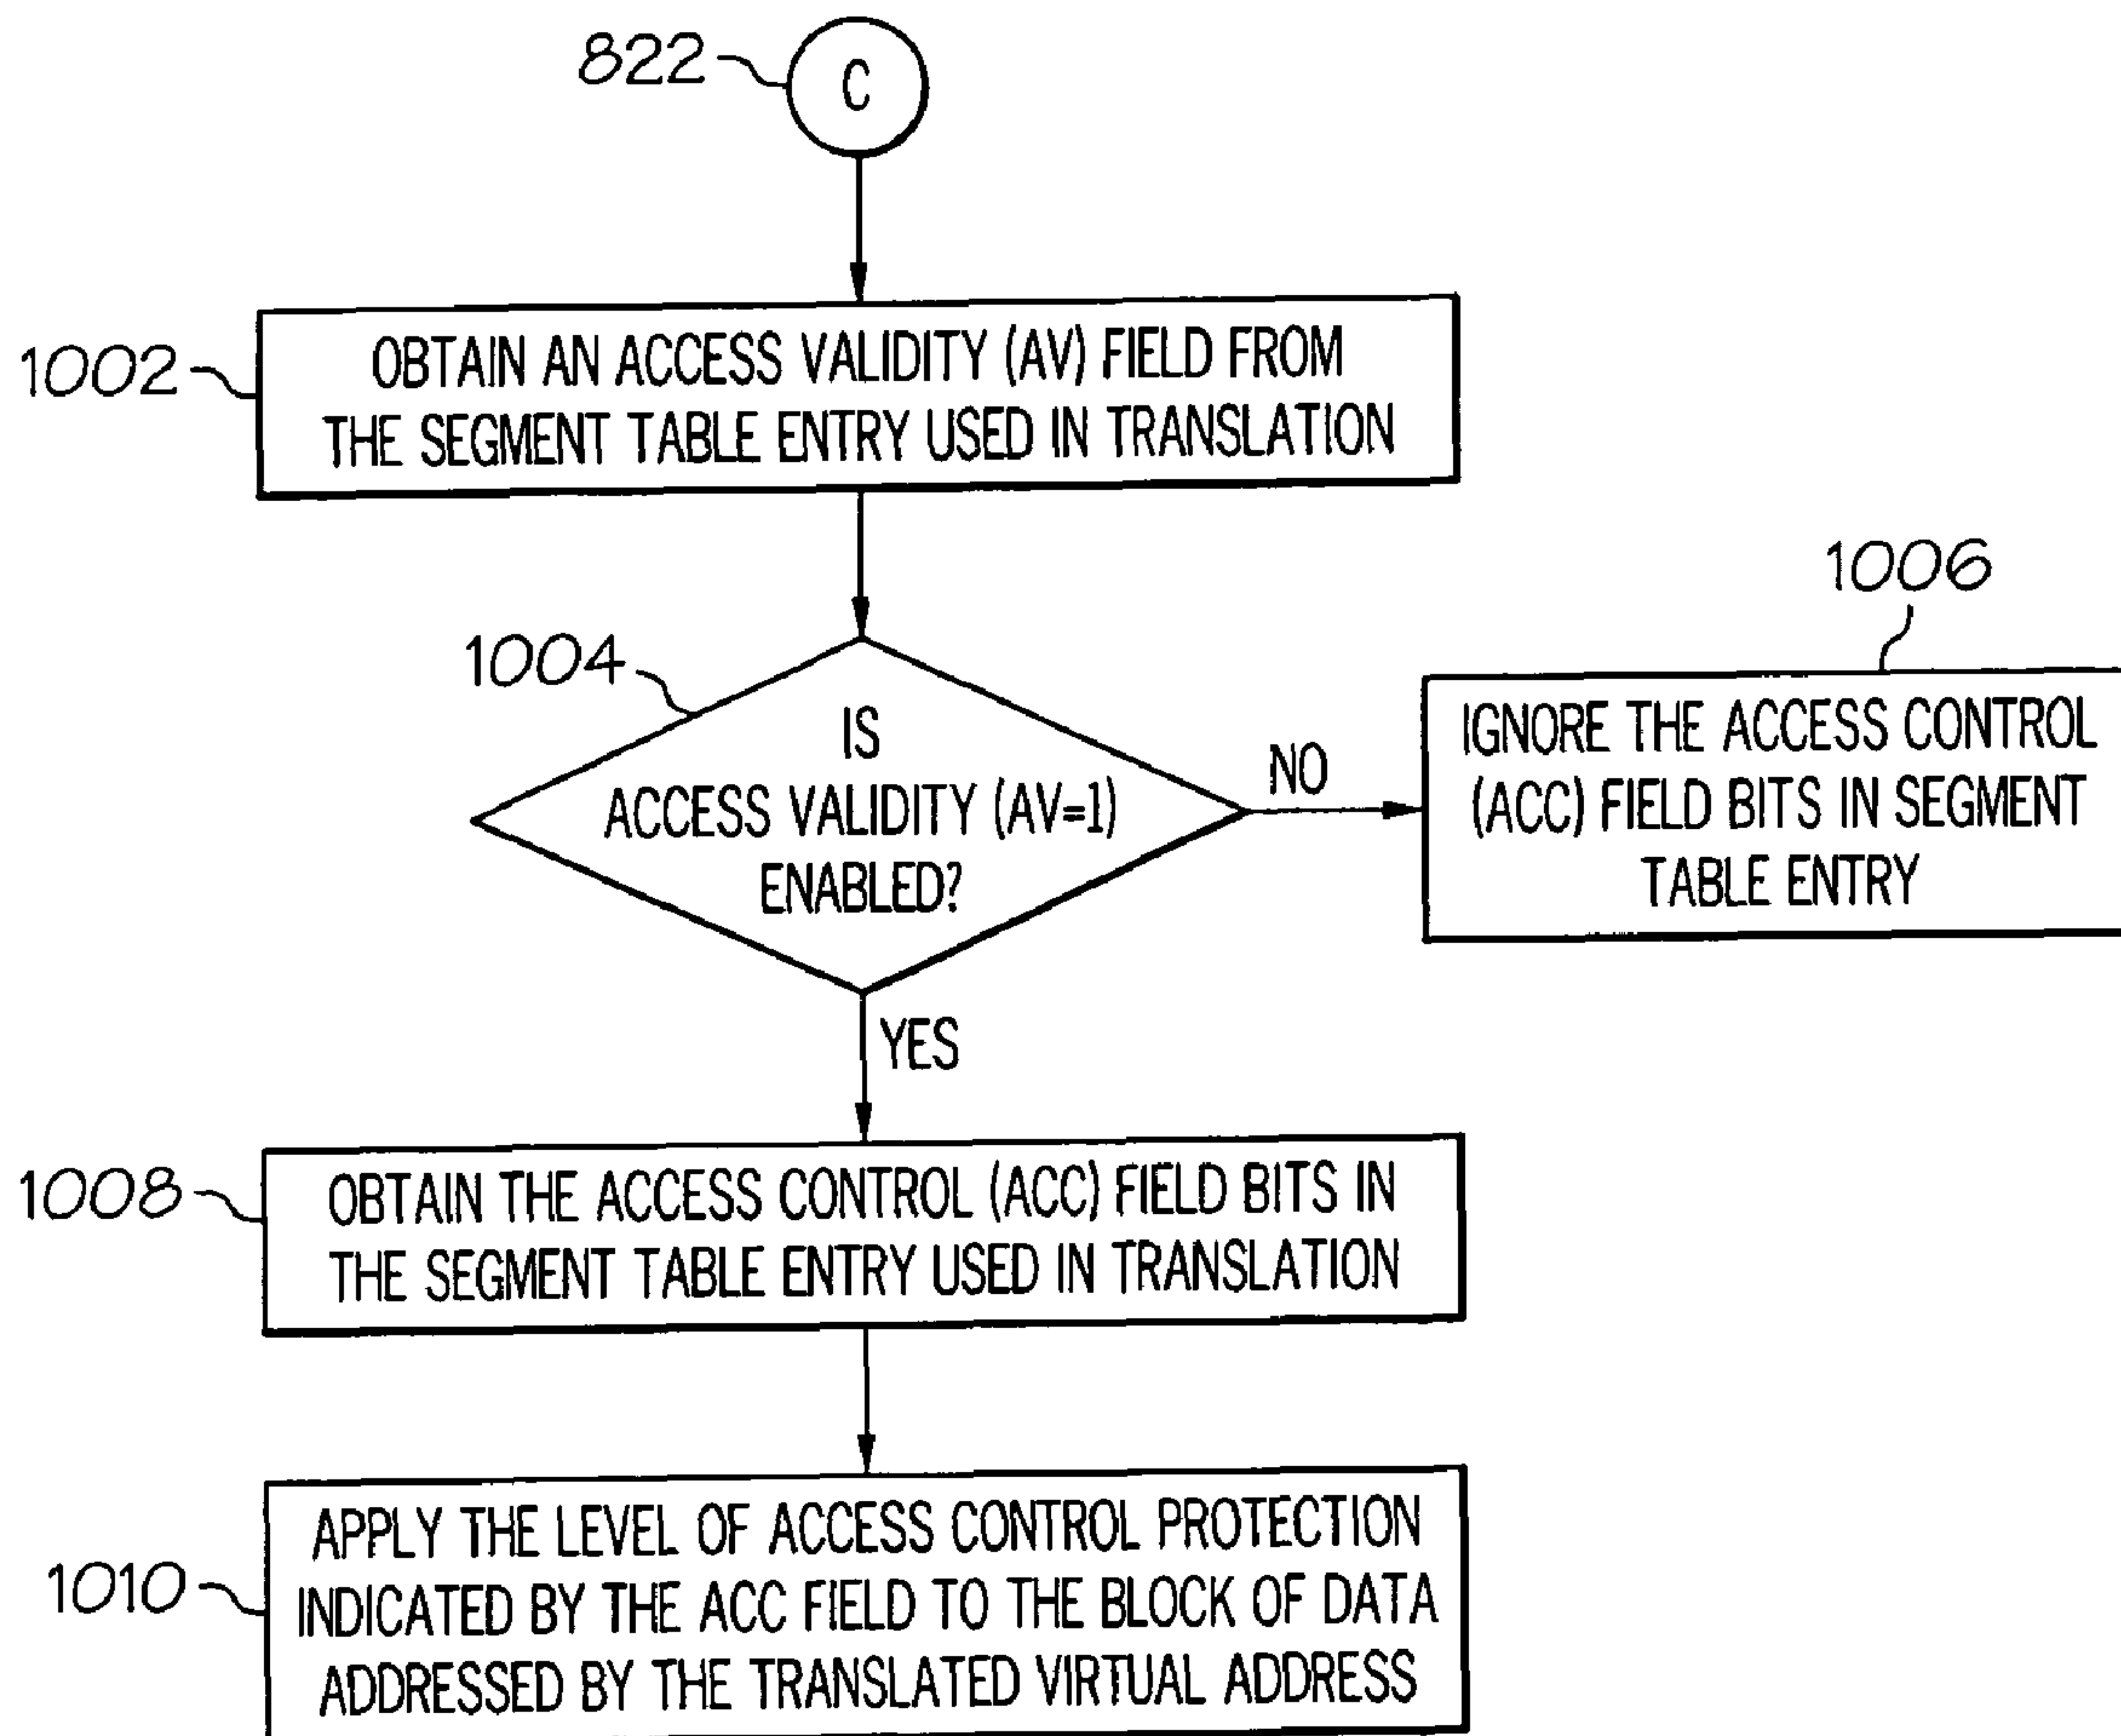 822
C
1002
OBTAIN AN ACCESS VALIDITY (AV) FIELD FROM
THE SEGMENT TABLE ENTRY USED IN TRANSLATION
1004
IS
ACCESS VALIDITY (AV=1)
ENABLED?
NO
1006
IGNORE THE ACCESS CONTROL
(ACC) FIELD BITS IN SEGMENT
TABLE ENTRY
YES
1008
OBTAIN THE ACCESS CONTROL (ACC) FIELD BITS IN
THE SEGMENT TABLE ENTRY USED IN TRANSLATION
1010
APPLY THE LEVEL OF ACCESS CONTROL PROTECTION
INDICATED BY THE ACC FIELD TO THE BLOCK OF DATA
ADDRESSED BY THE TRANSLATED VIRTUAL ADDRESS